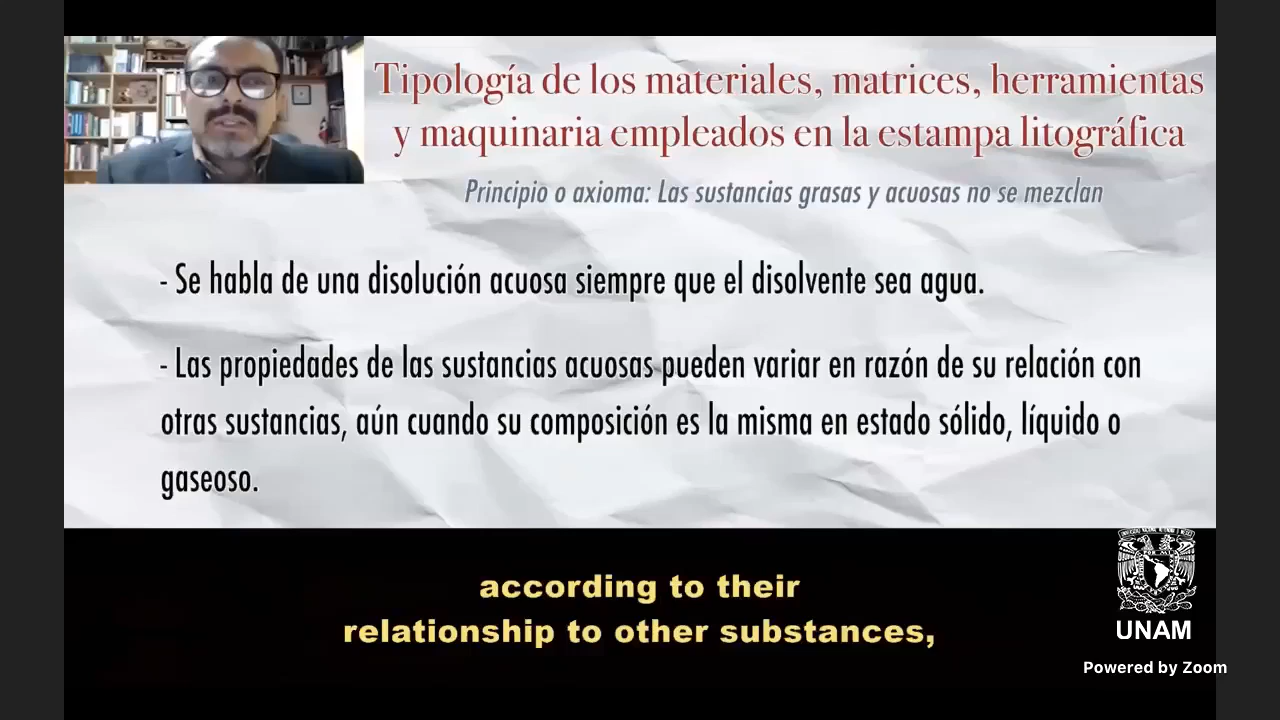 Tipología de los materiales, matrices, herramientas
y maquinaria empleados en la estampa litográfica
Principio o axioma: Las sustancias grasas y acuosas no se mezclan
- Se habla de una disolución acuosa siempre que el disolvente sea agua.
- Las propiedades de las sustancias acuosas pueden variar en razón de su relación con
otras sustancias, aún cuando su composición es la misma en estado sólido, líquido o
gaseoso.
according to their
relationship to other substances,
UNAM
Powered by Zoom